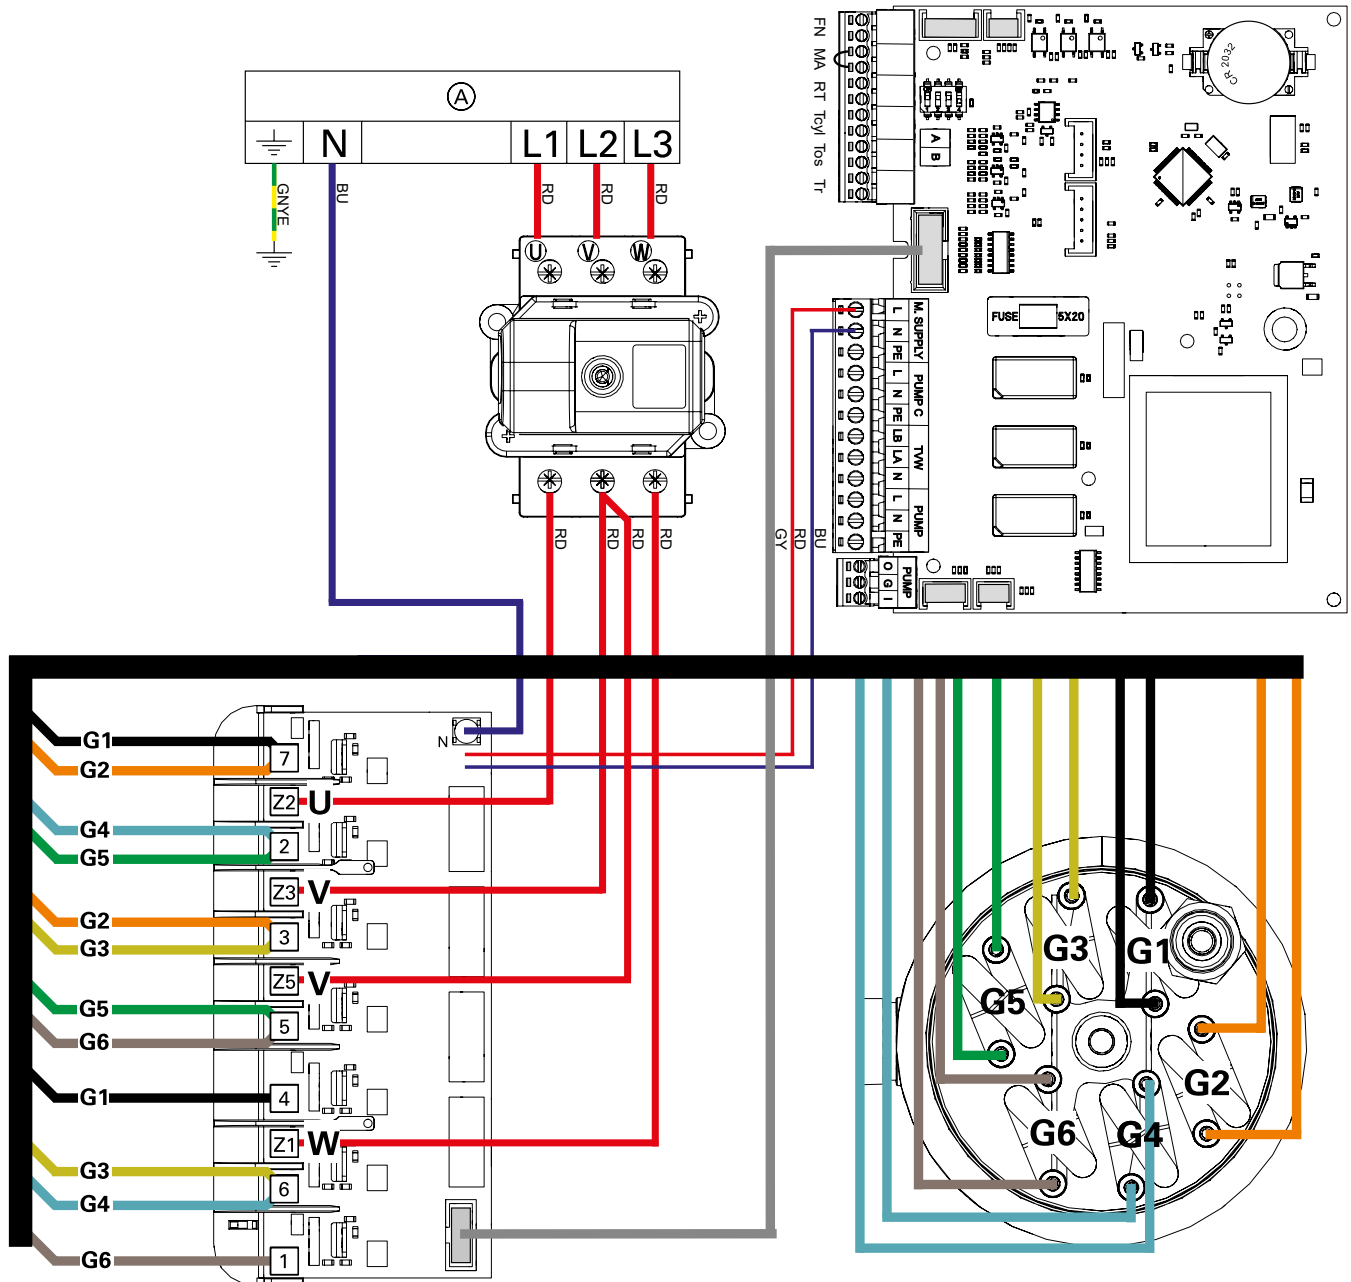 A
N L1 L2 L3
GNYE BU RD RD RD
U V W
RD RD RD RD
GY RD BU
FN MA RT Tcyl Tos Tr
A
B
CR 2032
FUSE 5X20
L
N
PE
M. SUPPLY
L
N
PE
PUMP C
LB
LA
N
TVW
L
N
PE
PUMP
O
G
I
PUMP
N
G1
G2
7
Z2 U
G4
G5
2
Z3 V
G2
G3
3
Z5 V
G5
G6
5
G1
4
Z1 W
G3
G4
6
G6
1
G3 G1
G5
G2
G6 G4